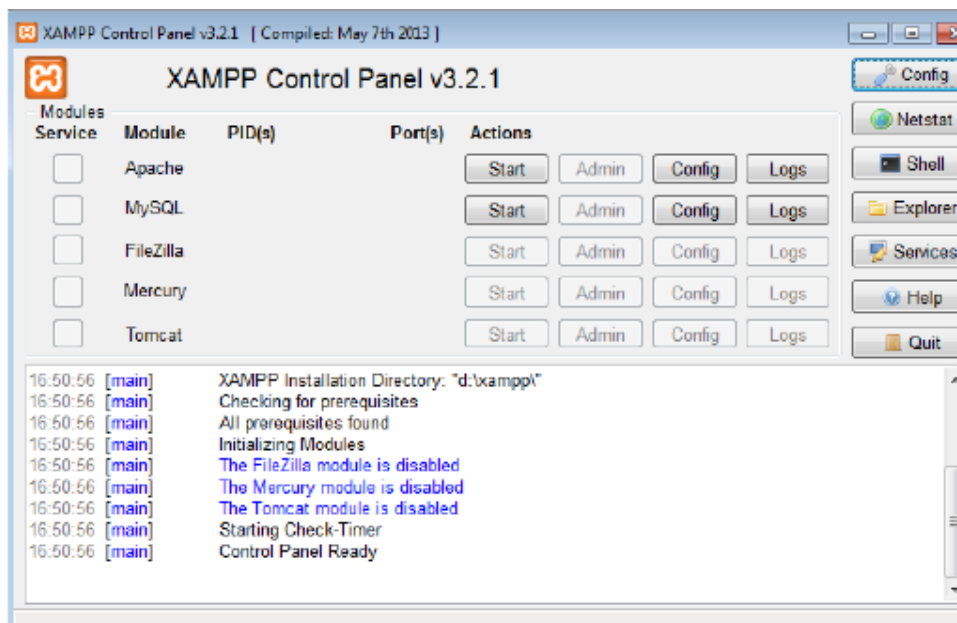 XAMPP Control Panel v3.2.1 [ Compiled: May 7th 2013 ]
XAMPP Control Panel v3.2.1
Config
Modules
Service Module PID(s) Port(s) Actions
Netstat
Apache Start Admin Config Logs
Shell
MySQL Start Admin Config Logs
Explorer
FileZilla Start Admin Config Logs
Services
Mercury Start Admin Config Logs
Help
Tomcat Start Admin Config Logs
Quit
16:50:56 [main] XAMPP Installation Directory: "d:\xampp\"
16:50:56 [main] Checking for prerequisites
16:50:56 [main] All prerequisites found
16:50:56 [main] Initializing Modules
16:50:56 [main] The FileZilla module is disabled
16:50:56 [main] The Mercury module is disabled
16:50:56 [main] The Tomcat module is disabled
16:50:56 [main] Starting Check-Timer
16:50:56 [main] Control Panel Ready